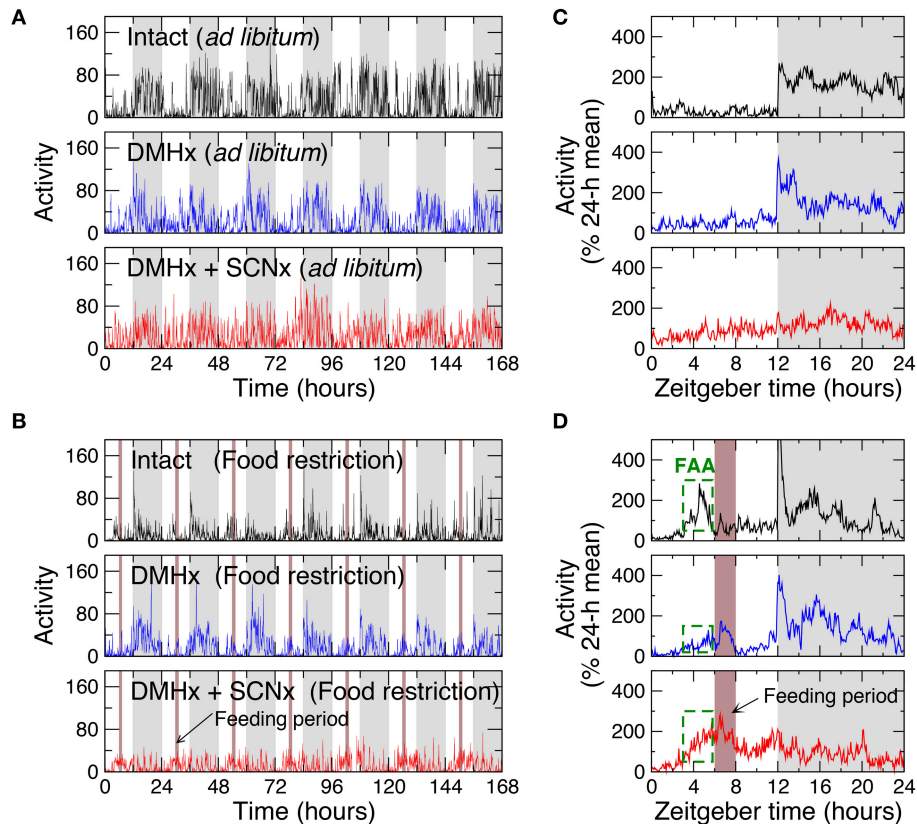 A
Activity
160
80
0
Intact (ad libitum)
160
80
0
DMHx (ad libitum)
160
80
0
DMHx + SCNx (ad libitum)
0 24 48 72 96 120 144 168
Time (hours)
C
Activity
(% 24-h mean)
400
200
0
400
200
0
400
200
0
0 4 8 12 16 20 24
Zeitgeber time (hours)
B
Activity
160
80
0
Intact (Food restriction)
160
80
0
DMHx (Food restriction)
160
80
0
DMHx + SCNx (Food restriction)
Feeding period
0 24 48 72 96 120 144 168
Time (hours)
D
Activity
(% 24-h mean)
400
200
0
FAA
400
200
0
400
200
0
Feeding period
0 4 8 12 16 20 24
Zeitgeber time (hours)